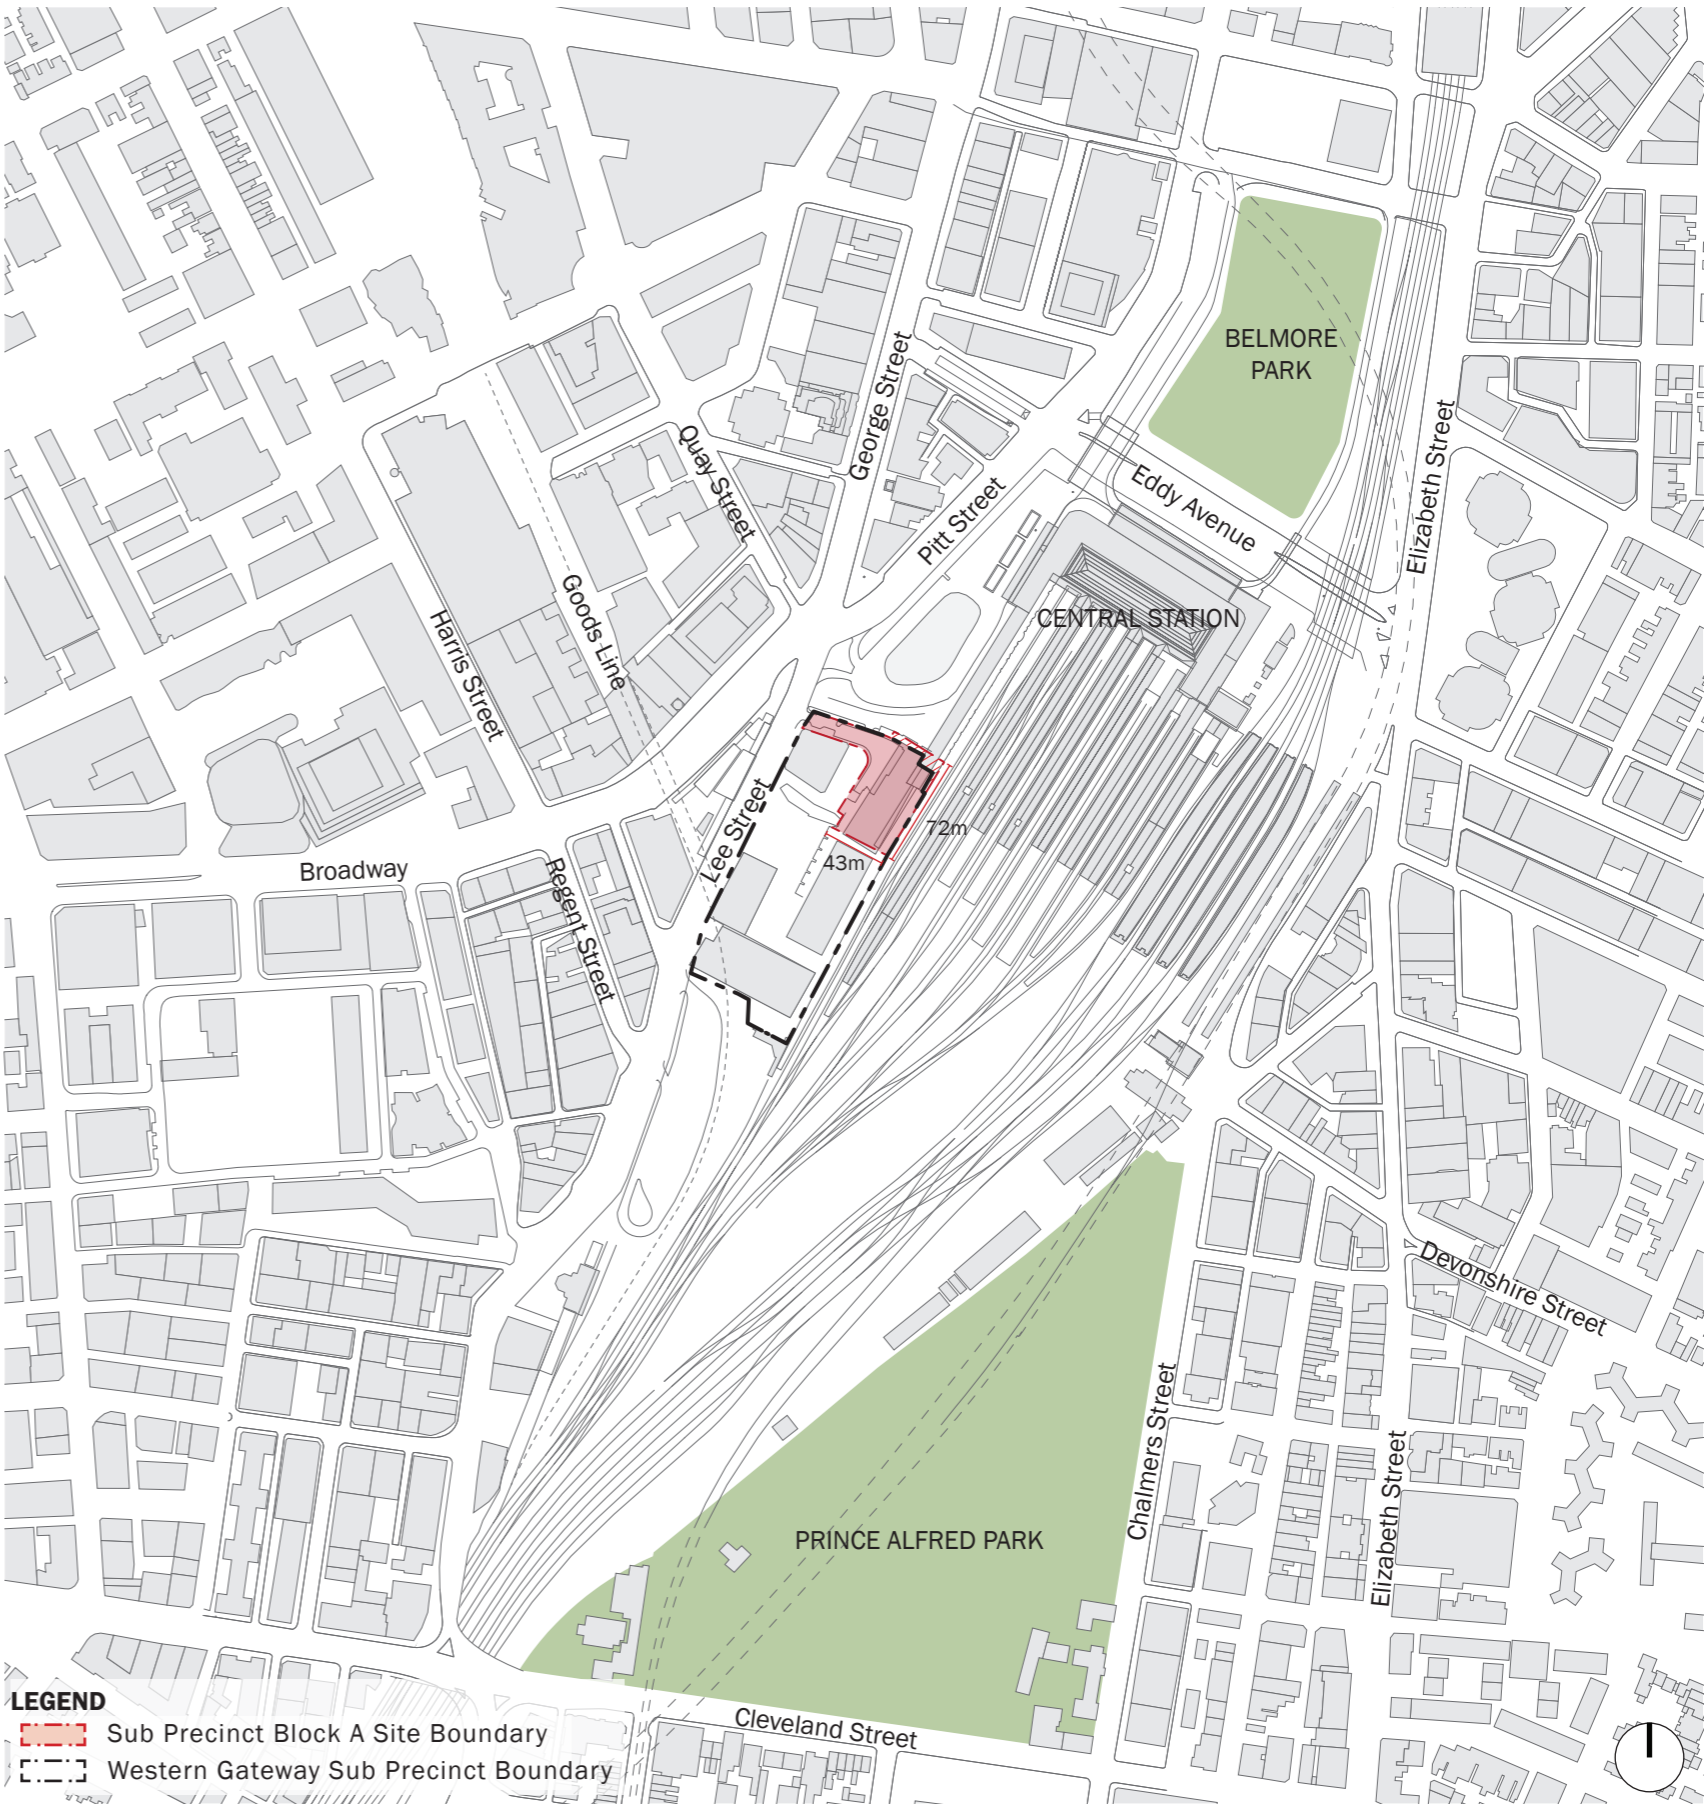 BELMORE
PARK
George Street
Elizabeth Street
Quay Street
Eddy Avenue
Pitt Street
Goods Line
CENTRAL STATION
Harris Street
Lee Street
72m
43m
Broadway
Regent Street
Devonshire Street
Chalmers Street
Elizabeth Street
PRINCE ALFRED PARK
Cleveland Street
LEGEND
Sub Precinct Block A Site Boundary
Western Gateway Sub Precinct Boundary